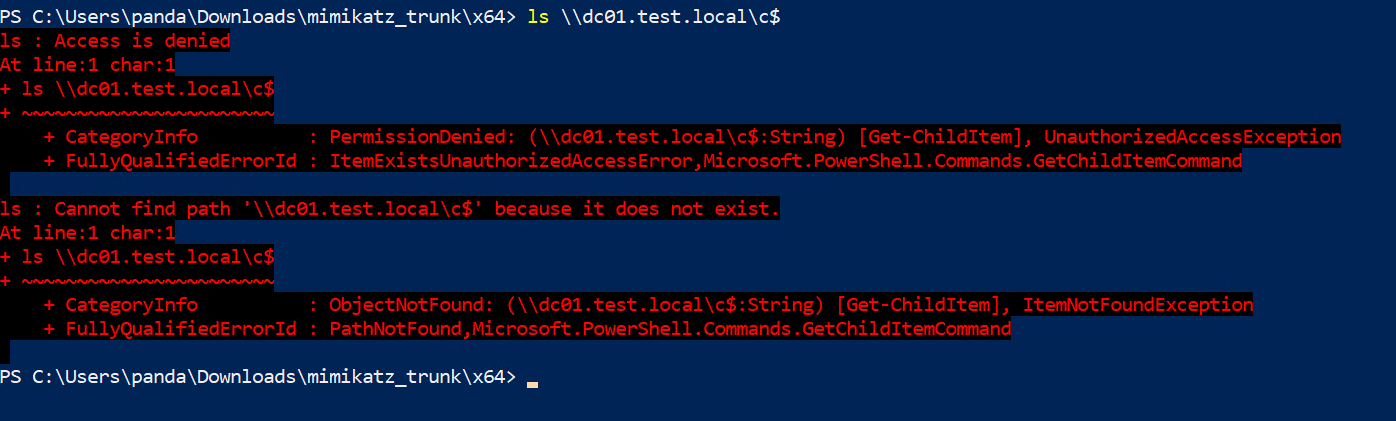 PS C:\Users\panda\Downloads\mimikatz_trunk\x64> ls \\dc01.test.local\c$
ls : Access is denied
At line:1 char:1
+ ls \\dc01.test.local\c$
+ ~~~~~~~~~~~~~~~~~~~~~~~
    + CategoryInfo          : PermissionDenied: (\\dc01.test.local\c$:String) [Get-ChildItem], UnauthorizedAccessException
    + FullyQualifiedErrorId : ItemExistsUnauthorizedAccessError,Microsoft.PowerShell.Commands.GetChildItemCommand
ls : Cannot find path '\\dc01.test.local\c$' because it does not exist.
At line:1 char:1
+ ls \\dc01.test.local\c$
+ ~~~~~~~~~~~~~~~~~~~~~~~
    + CategoryInfo          : ObjectNotFound: (\\dc01.test.local\c$:String) [Get-ChildItem], ItemNotFoundException
    + FullyQualifiedErrorId : PathNotFound,Microsoft.PowerShell.Commands.GetChildItemCommand
PS C:\Users\panda\Downloads\mimikatz_trunk\x64>